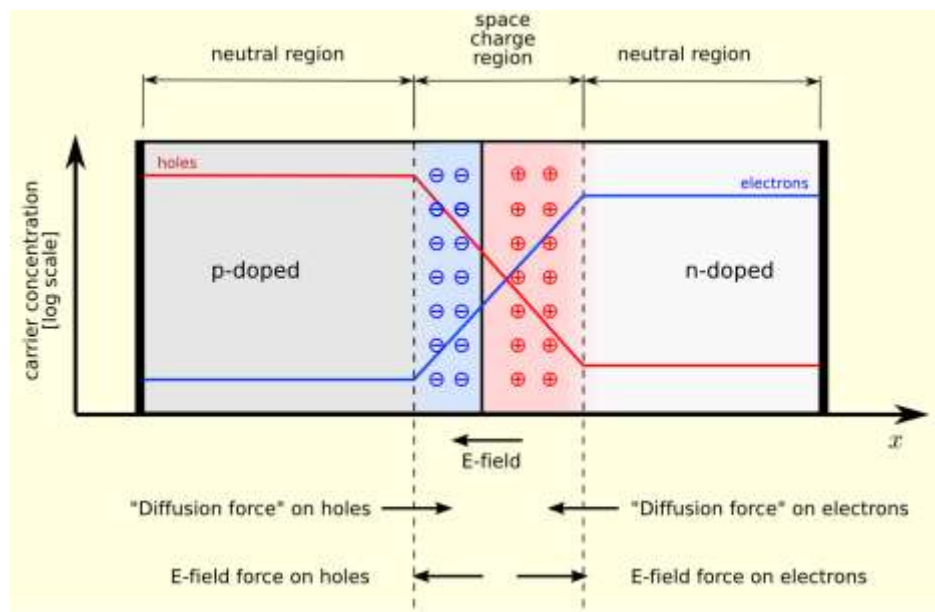 space
charge
region
neutral region
neutral region
holes
electrons
p-doped
n-doped
carrier concentration
[log scale]
x
E-field
"Diffusion force" on holes
"Diffusion force" on electrons
E-field force on holes
E-field force on electrons